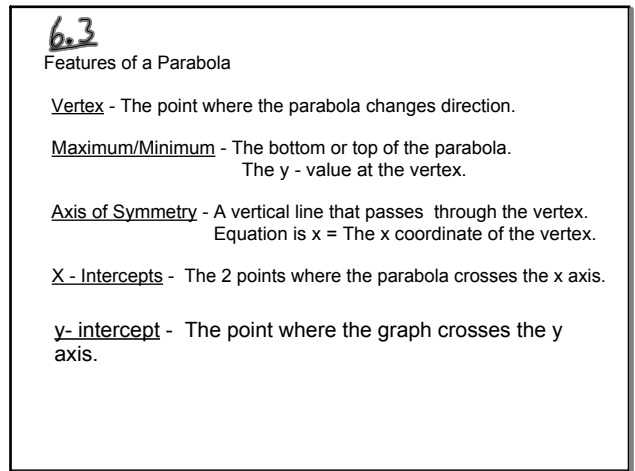 6.3
Features of a Parabola
Vertex - The point where the parabola changes direction.
Maximum/Minimum - The bottom or top of the parabola.
The y - value at the vertex.
Axis of Symmetry - A vertical line that passes through the vertex.
Equation is x = The x coordinate of the vertex.
X - Intercepts - The 2 points where the parabola crosses the x axis.
y- intercept - The point where the graph crosses the y
axis.